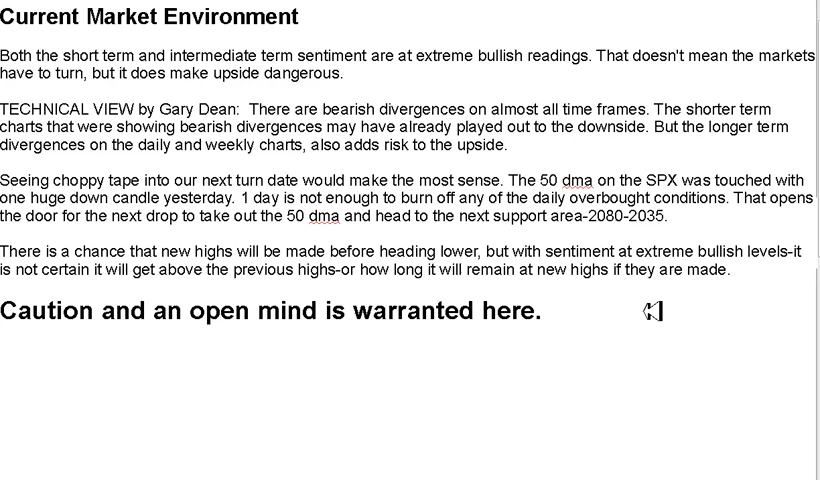 Current Market Environment
Both the short term and intermediate term sentiment are at extreme bullish readings. That doesn't mean the markets
have to turn, but it does make upside dangerous.
TECHNICAL VIEW by Gary Dean:  There are bearish divergences on almost all time frames. The shorter term
charts that were showing bearish divergences may have already played out to the downside. But the longer term
divergences on the daily and weekly charts, also adds risk to the upside.
Seeing choppy tape into our next turn date would make the most sense. The 50 dma on the SPX was touched with
one huge down candle yesterday. 1 day is not enough to burn off any of the daily overbought conditions. That opens
the door for the next drop to take out the 50 dma and head to the next support area-2080-2035.
There is a chance that new highs will be made before heading lower, but with sentiment at extreme bullish levels-it
is not certain it will get above the previous highs-or how long it will remain at new highs if they are made.
Caution and an open mind is warranted here.